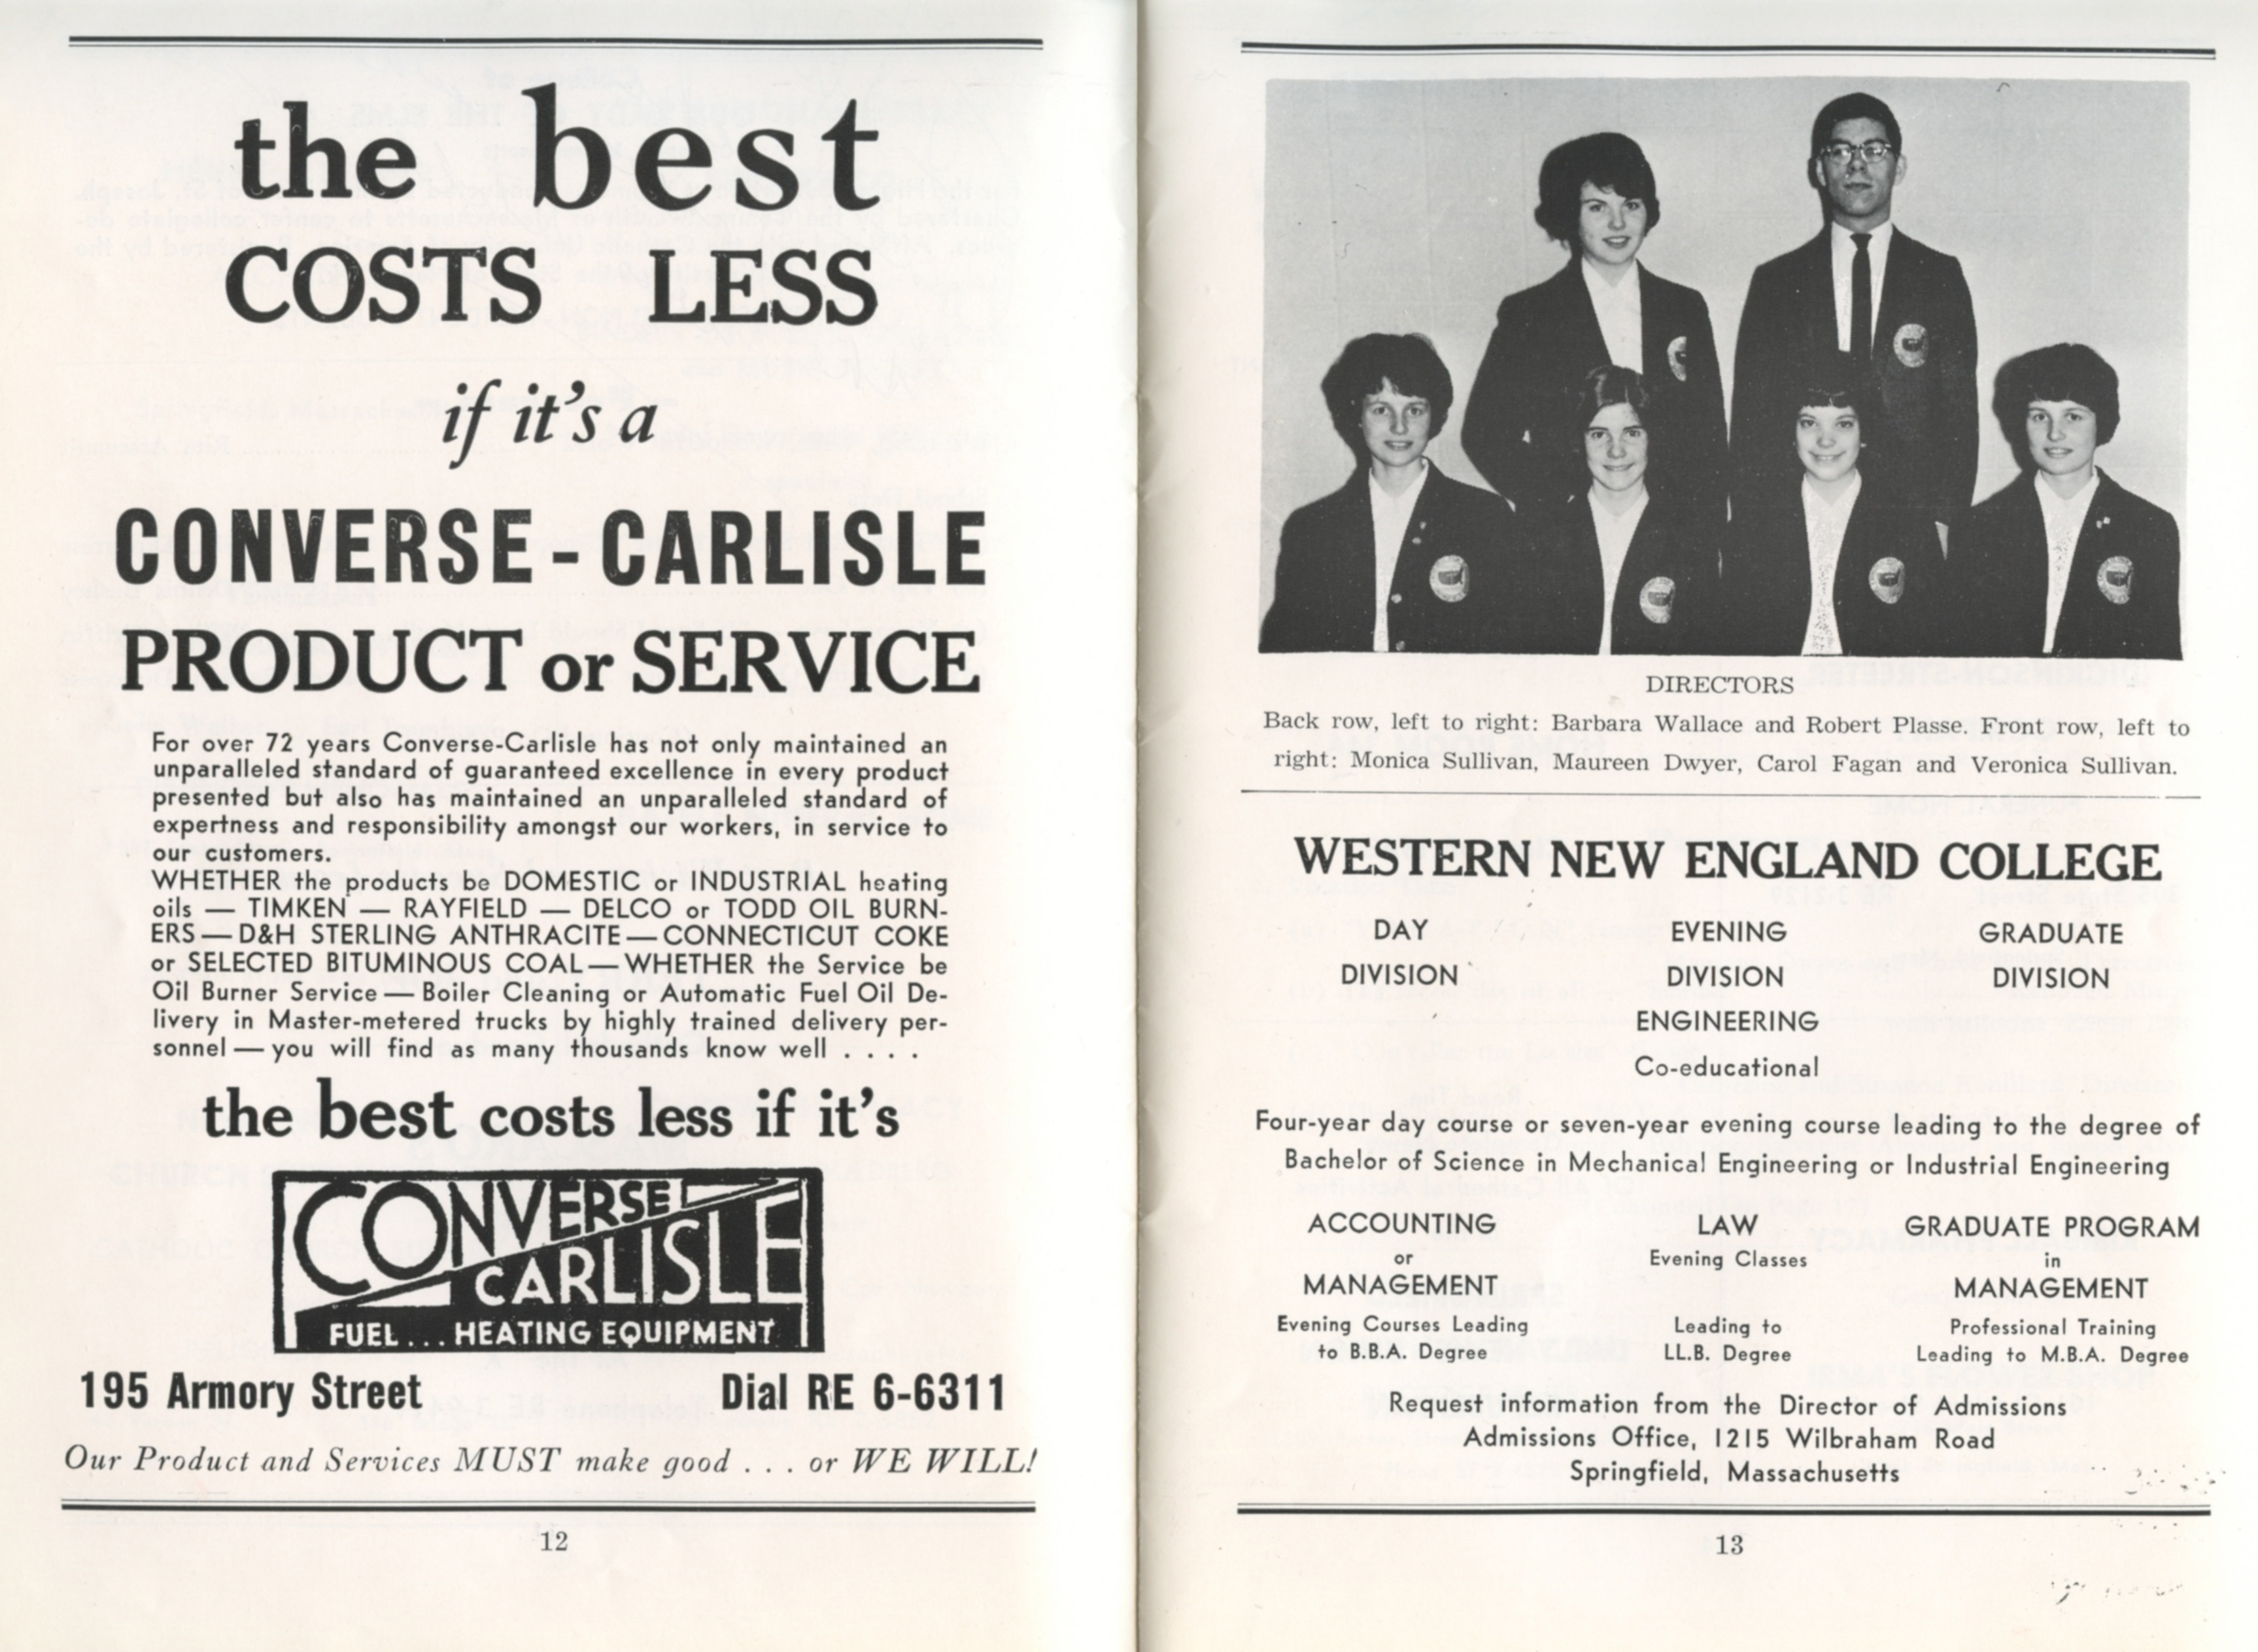 the best
COSTS LESS
if it's a
CONVERSE - CARLISLE
PRODUCT or SERVICE
For over 72 years Converse-Carlisle has not only maintained an
unparalleled standard of guaranteed excellence in every product
presented but also has maintained an unparalleled standard of
expertness and responsibility amongst our workers, in service to
our customers.
WHETHER the products be DOMESTIC or INDUSTRIAL heating
oils — TIMKEN — RAYFIELD — DELCO or TODD OIL BURN-
ERS — D&H STERLING ANTHRACITE — CONNECTICUT COKE
or SELECTED BITUMINOUS COAL — WHETHER the Service be
Oil Burner Service — Boiler Cleaning or Automatic Fuel Oil De-
livery in Master-metered trucks by highly trained delivery per-
sonnel — you will find as many thousands know well . . . .
the best costs less if it's
CONVERSE
CARLISLE
FUEL... HEATING EQUIPMENT
195 Armory Street Dial RE 6-6311
Our Product and Services MUST make good . . . or WE WILL!
12
DIRECTORS
Back row, left to right: Barbara Wallace and Robert Plasse. Front row, left to
right: Monica Sullivan, Maureen Dwyer, Carol Fagan and Veronica Sullivan.
WESTERN NEW ENGLAND COLLEGE
DAY EVENING GRADUATE
DIVISION DIVISION DIVISION
ENGINEERING
Co-educational
Four-year day course or seven-year evening course leading to the degree of
Bachelor of Science in Mechanical Engineering or Industrial Engineering
ACCOUNTING LAW GRADUATE PROGRAM
or Evening Classes in
MANAGEMENT MANAGEMENT
Evening Courses Leading Leading to Professional Training
to B.B.A. Degree LL.B. Degree Leading to M.B.A. Degree
Request information from the Director of Admissions
Admissions Office, 1215 Wilbraham Road
Springfield, Massachusetts
13